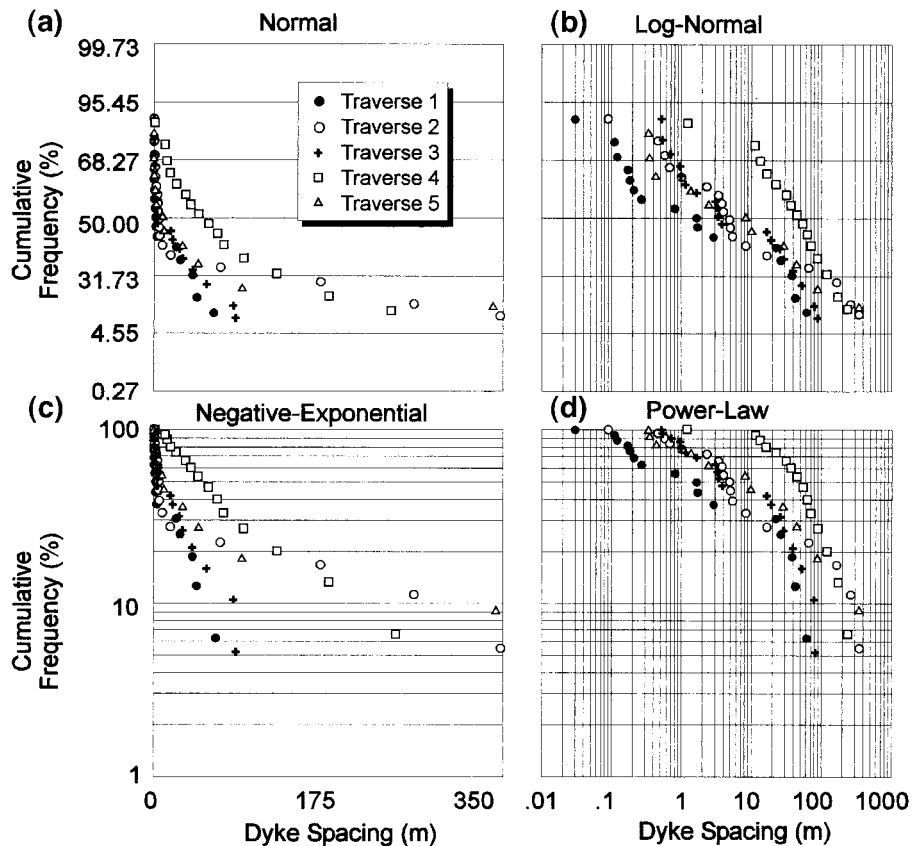 (a) Normal
(b) Log-Normal
99.73
95.45
68.27
50.00
31.73
4.55
0.27
Cumulative
Frequency (%)
Traverse 1
Traverse 2
Traverse 3
Traverse 4
Traverse 5
(c) Negative-Exponential
(d) Power-Law
100
10
1
Cumulative
Frequency (%)
0 175 350
.01 .1 1 10 100 1000
Dyke Spacing (m)
Dyke Spacing (m)